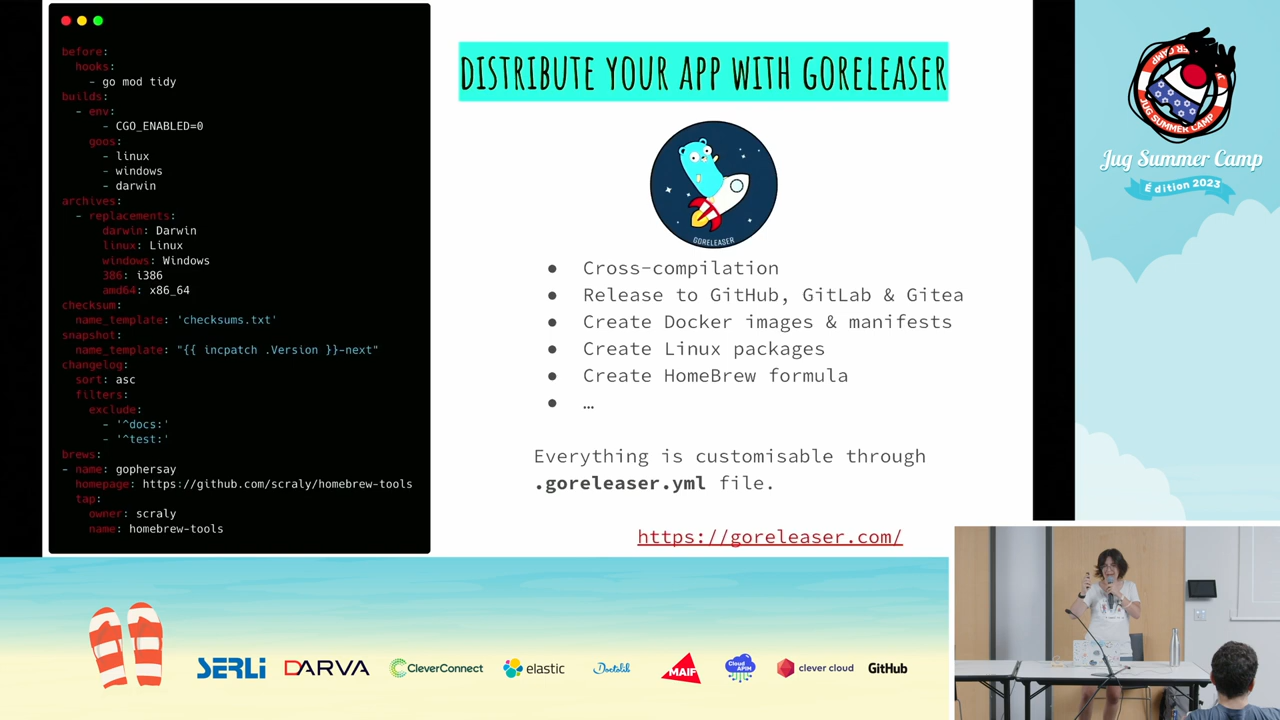 before:
hooks:
- go mod tidy
builds:
- env:
- CGO_ENABLED=0
goos:
- linux
- windows
- darwin
archives:
- replacements:
darwin: Darwin
linux: Linux
windows: Windows
386: i386
amd64: x86_64
checksum:
name_template: 'checksums.txt'
snapshot:
name_template: "{{ incpatch .Version }}-next"
changelog:
sort: asc
filters:
exclude:
- '^docs:'
- '^test:'
brews:
- name: gophersay
homepage: https://github.com/scraly/homebrew-tools
tap:
owner: scraly
name: homebrew-tools
DISTRIBUTE YOUR APP WITH GORELEASER
GORELEASER
● Cross-compilation
● Release to GitHub, GitLab & Gitea
● Create Docker images & manifests
● Create Linux packages
● Create HomeBrew formula
● …
Everything is customisable through
.goreleaser.yml file.
https://goreleaser.com/
JUG SUMMER CAMP
Jug Summer Camp
Édition 2023
SERLi
DARVA
CleverConnect
elastic
Doctolib
MAIF
Cloud APIM
clever cloud
GitHub